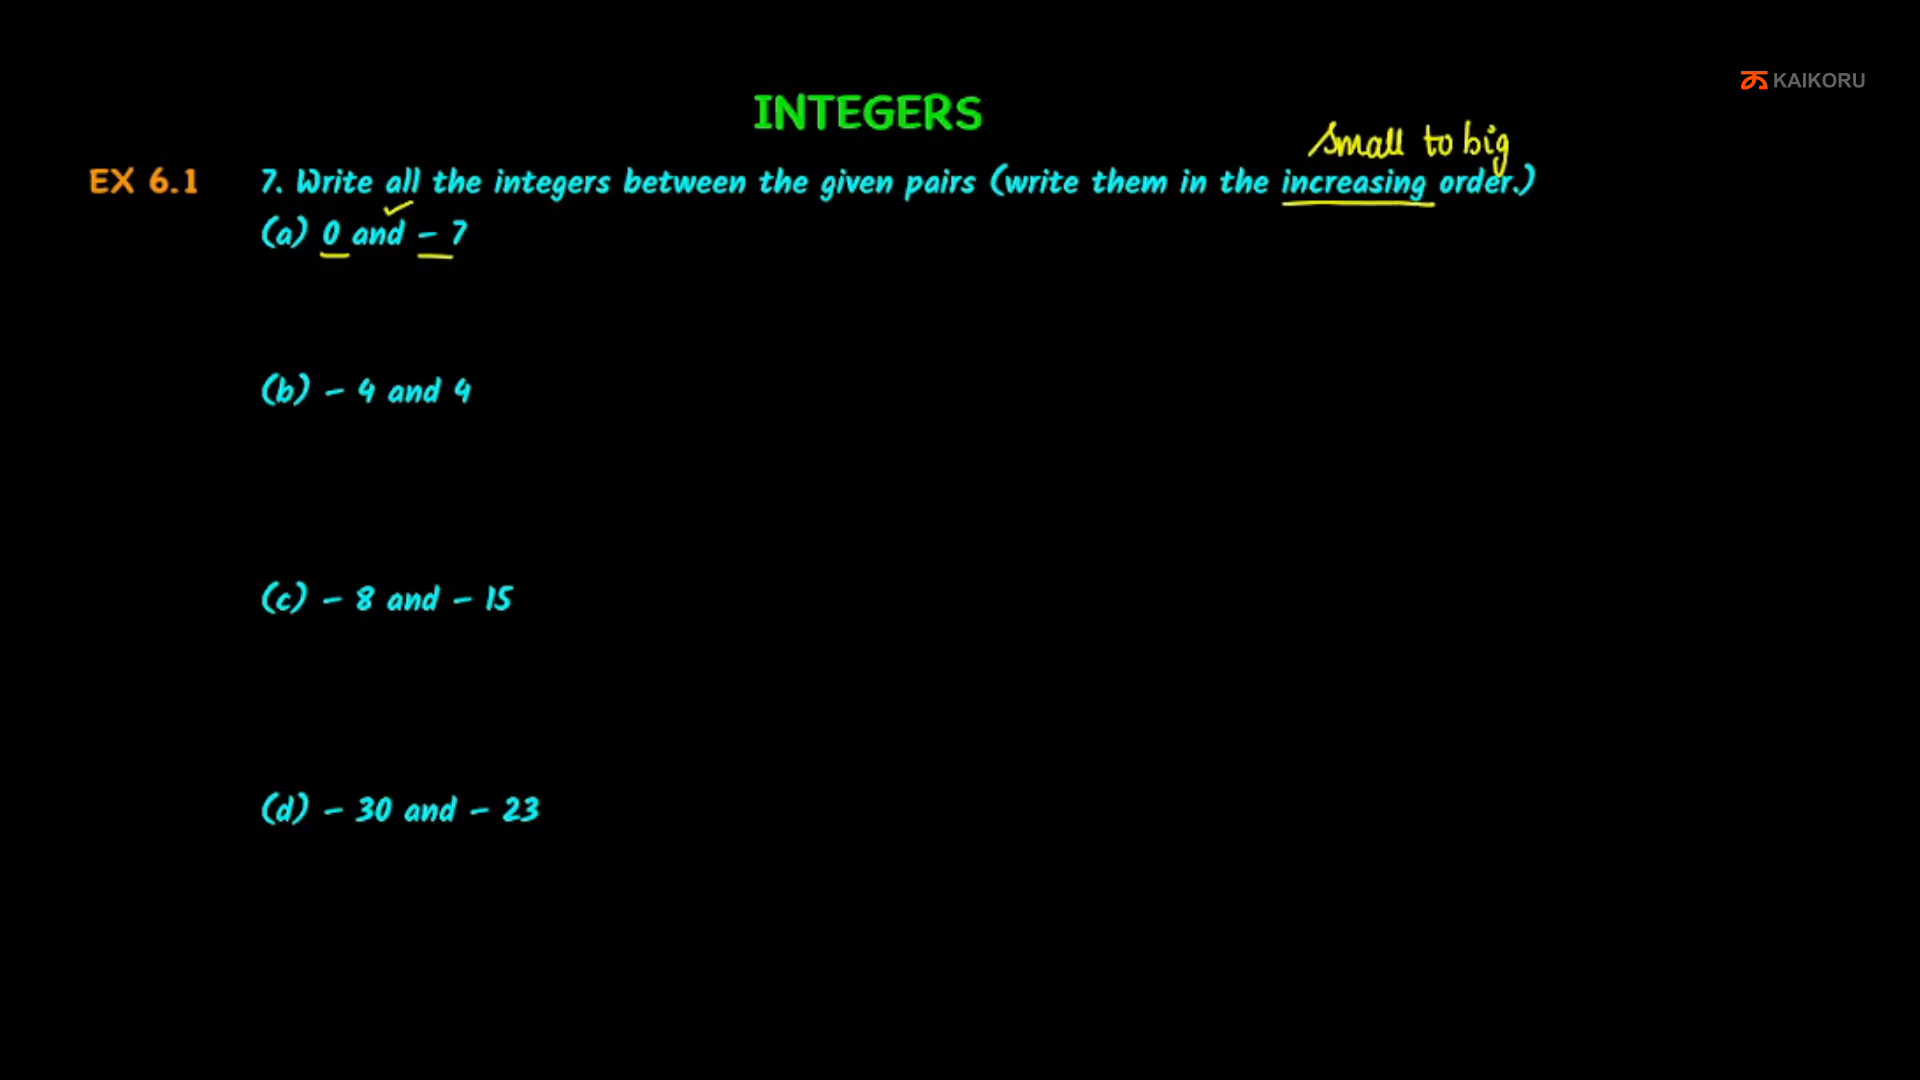 KAIKORU
INTEGERS
small to big
EX 6.1 7. Write all the integers between the given pairs (write them in the increasing order.)
(a) 0 and - 7
(b) - 4 and 4
(c) - 8 and - 15
(d) - 30 and - 23